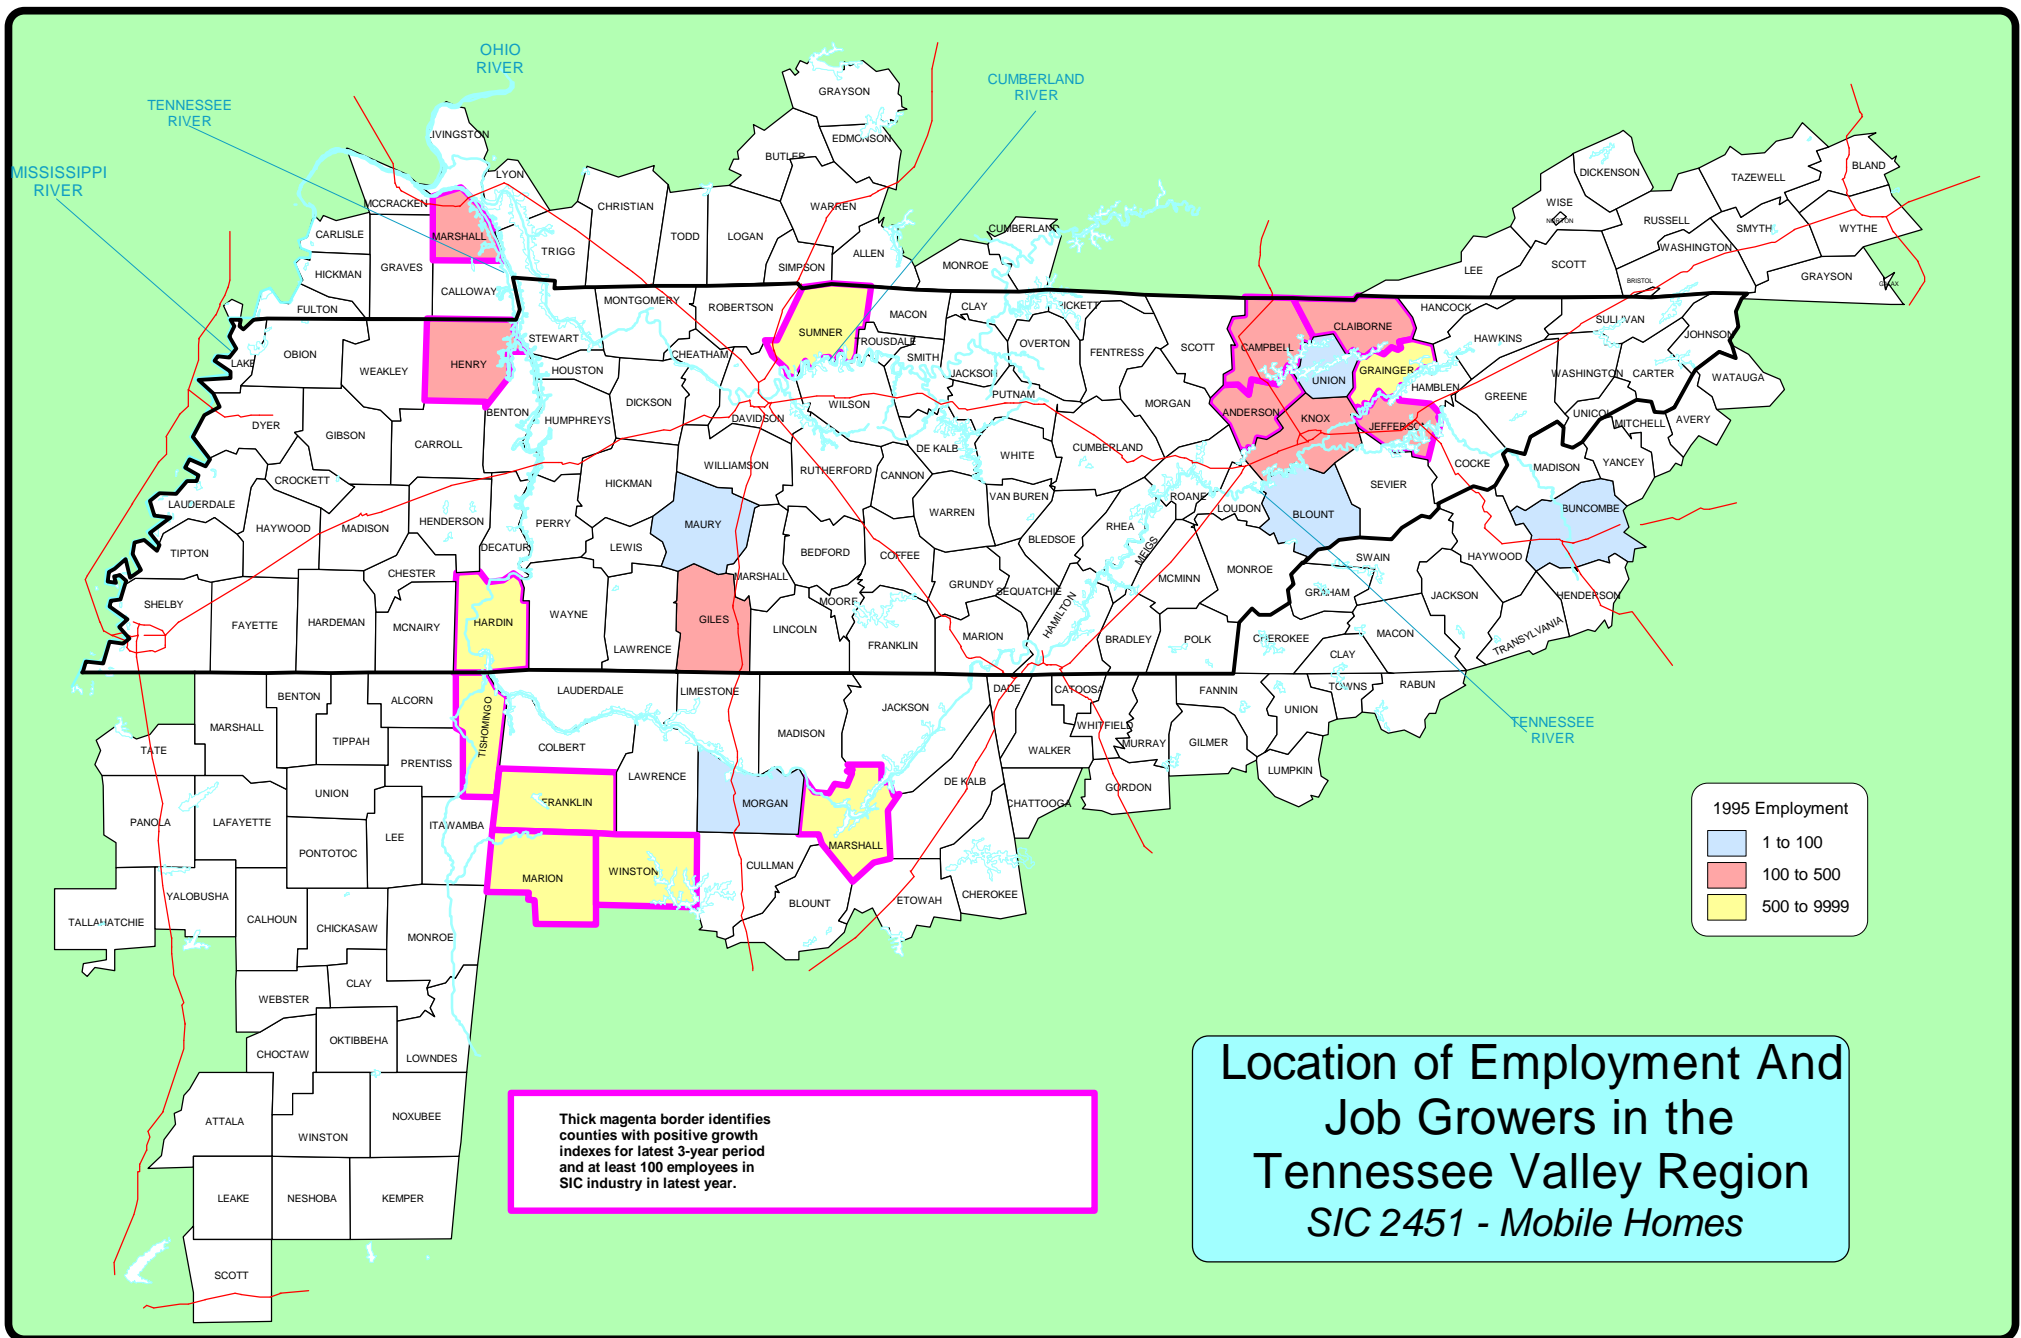 OHIO
RIVER
CUMBERLAND
RIVER
TENNESSEE
RIVER
MISSISSIPPI
RIVER
GRAYSON
EDMONSON
BUTLER
LIVINGSTON
LYON
MCCRACKEN
CHRISTIAN
WARREN
CARLISLE
MARSHALL
TRIGG
TODD
LOGAN
ALLEN
SIMPSON
CUMBERLAND
MONROE
HICKMAN
GRAVES
CALLOWAY
FULTON
DICKENSON
TAZEWELL
BLAND
WISE
NORTON
RUSSELL
SMYTH
WYTHE
WASHINGTON
LEE
SCOTT
BRISTOL
GRAYSON
GALAX
MONTGOMERY
ROBERTSON
SUMNER
MACON
CLAY
PICKETT
HANCOCK
SULLIVAN
JOHNSON
LAKE
OBION
WEAKLEY
HENRY
STEWART
HOUSTON
CHEATHAM
TROUSDALE
SMITH
JACKSON
OVERTON
FENTRESS
SCOTT
CAMPBELL
CLAIBORNE
HAWKINS
UNION
GRAINGER
HAMBLEN
GREENE
WASHINGTON
CARTER
WATAUGA
UNICOI
MITCHELL
AVERY
DYER
GIBSON
CARROLL
BENTON
HUMPHREYS
DICKSON
DAVIDSON
WILSON
PUTNAM
MORGAN
ANDERSON
KNOX
JEFFERSON
DE KALB
WHITE
CUMBERLAND
COCKE
MADISON
YANCEY
CROCKETT
LAUDERDALE
HAYWOOD
MADISON
HENDERSON
DECATUR
PERRY
HICKMAN
WILLIAMSON
RUTHERFORD
CANNON
WARREN
VAN BUREN
ROANE
LOUDON
SEVIER
BLOUNT
BUNCOMBE
MAURY
TIPTON
CHESTER
LEWIS
MARSHALL
BEDFORD
COFFEE
BLEDSOE
RHEA
MEIGS
MCMINN
MONROE
SWAIN
HAYWOOD
GRAHAM
JACKSON
HENDERSON
SHELBY
FAYETTE
HARDEMAN
MCNAIRY
HARDIN
WAYNE
LAWRENCE
GILES
LINCOLN
MOORE
FRANKLIN
GRUNDY
SEQUATCHIE
MARION
HAMILTON
BRADLEY
POLK
CHEROKEE
CLAY
MACON
TRANSYLVANIA
MARSHALL
BENTON
ALCORN
TISHOMINGO
LAUDERDALE
LIMESTONE
MADISON
JACKSON
DADE
CATOOSA
WHITFIELD
WALKER
MURRAY
FANNIN
GILMER
UNION
TOWNS
RABUN
LUMPKIN
GORDON
CHATTOOGA
DE KALB
TENNESSEE
RIVER
TATE
TIPPAH
PRENTISS
COLBERT
LAWRENCE
MORGAN
FRANKLIN
MARSHALL
PANOLA
LAFAYETTE
UNION
LEE
ITAWAMBA
PONTOTOC
MARION
WINSTON
CULLMAN
BLOUNT
ETOWAH
CHEROKEE
TALLAHATCHIE
YALOBUSHA
CALHOUN
CHICKASAW
MONROE
WEBSTER
CLAY
CHOCTAW
OKTIBBEHA
LOWNDES
ATTALA
WINSTON
NOXUBEE
LEAKE
NESHOBA
KEMPER
SCOTT
1995 Employment
1 to 100
100 to 500
500 to 9999
Thick magenta border identifies
counties with positive growth
indexes for latest 3-year period
and at least 100 employees in
SIC industry in latest year.
Location of Employment And
Job Growers in the
Tennessee Valley Region
SIC 2451 - Mobile Homes